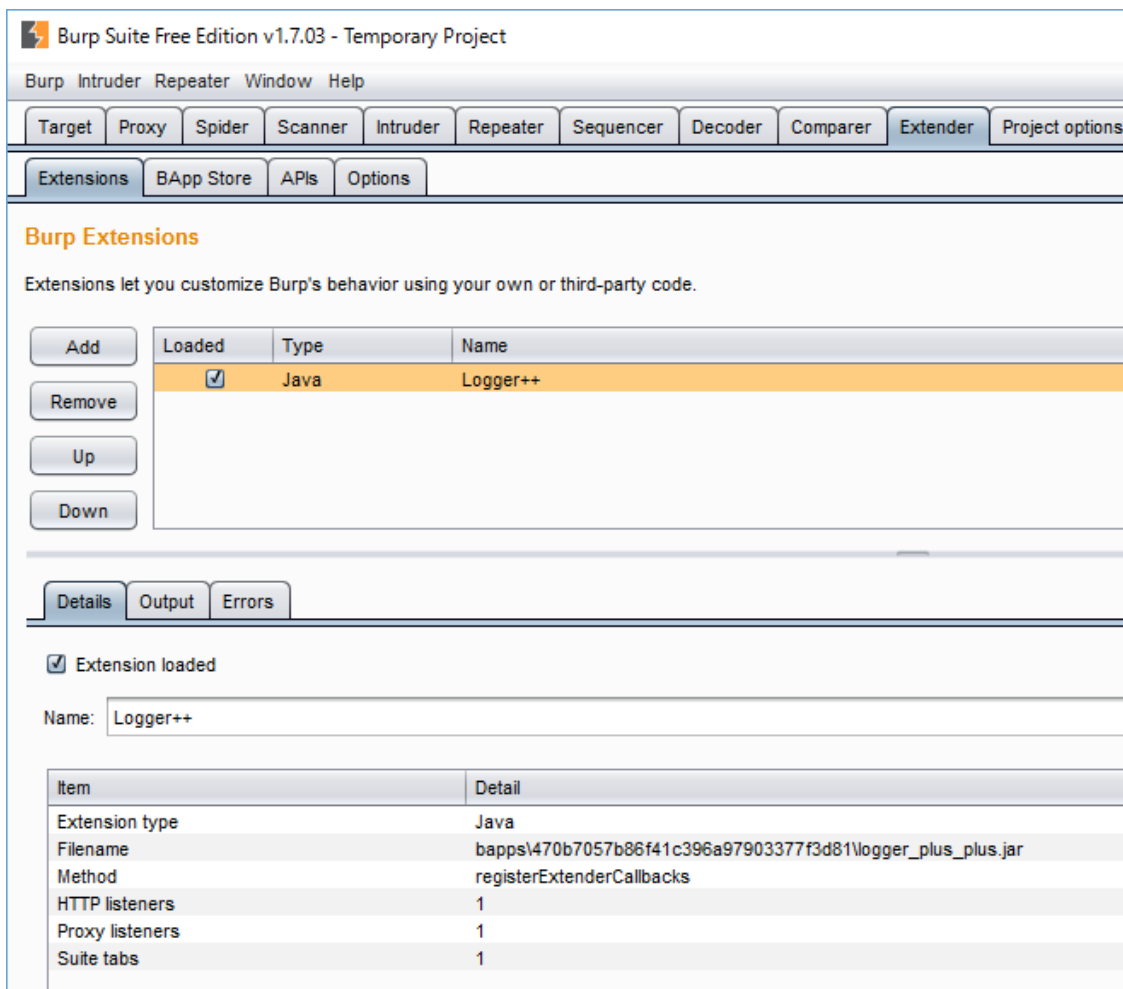 Burp Suite Free Edition v1.7.03 - Temporary Project
Burp Intruder Repeater Window Help
Target Proxy Spider Scanner Intruder Repeater Sequencer Decoder Comparer Extender Project options
Extensions BApp Store APIs Options
Burp Extensions
Extensions let you customize Burp's behavior using your own or third-party code.
Add Loaded Type Name
Java Logger++
Remove
Up
Down
Details Output Errors
Extension loaded
Name: Logger++
Item Detail
Extension type Java
Filename bapps\470b7057b86f41c396a97903377f3d81\logger_plus_plus.jar
Method registerExtenderCallbacks
HTTP listeners 1
Proxy listeners 1
Suite tabs 1